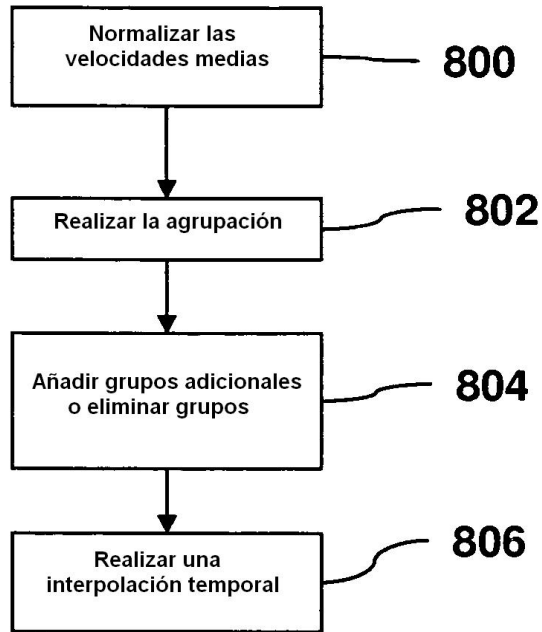 Normalizar las
velocidades medias
800
Realizar la agrupación
802
Añadir grupos adicionales
o eliminar grupos
804
Realizar una
interpolación temporal
806